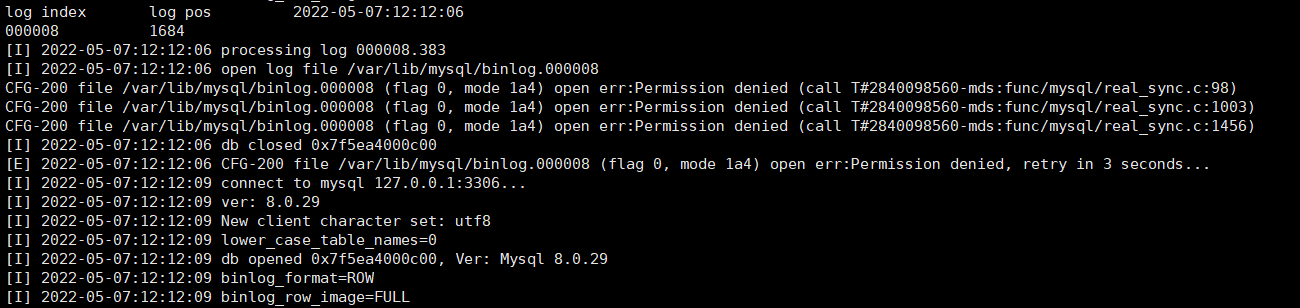 log index log pos 2022-05-07:12:12:06
000008 1684
[I] 2022-05-07:12:12:06 processing log 000008.383
[I] 2022-05-07:12:12:06 open log file /var/lib/mysql/binlog.000008
CFG-200 file /var/lib/mysql/binlog.000008 (flag 0, mode 1a4) open err:Permission denied (call T#2840098560-mds:func/mysql/real_sync.c:98)
CFG-200 file /var/lib/mysql/binlog.000008 (flag 0, mode 1a4) open err:Permission denied (call T#2840098560-mds:func/mysql/real_sync.c:1003)
CFG-200 file /var/lib/mysql/binlog.000008 (flag 0, mode 1a4) open err:Permission denied (call T#2840098560-mds:func/mysql/real_sync.c:1456)
[I] 2022-05-07:12:12:06 db closed 0x7f5ea4000c00
[E] 2022-05-07:12:12:06 CFG-200 file /var/lib/mysql/binlog.000008 (flag 0, mode 1a4) open err:Permission denied, retry in 3 seconds...
[I] 2022-05-07:12:12:09 connect to mysql 127.0.0.1:3306...
[I] 2022-05-07:12:12:09 ver: 8.0.29
[I] 2022-05-07:12:12:09 New client character set: utf8
[I] 2022-05-07:12:12:09 lower_case_table_names=0
[I] 2022-05-07:12:12:09 db opened 0x7f5ea4000c00, Ver: Mysql 8.0.29
[I] 2022-05-07:12:12:09 binlog_format=ROW
[I] 2022-05-07:12:12:09 binlog_row_image=FULL